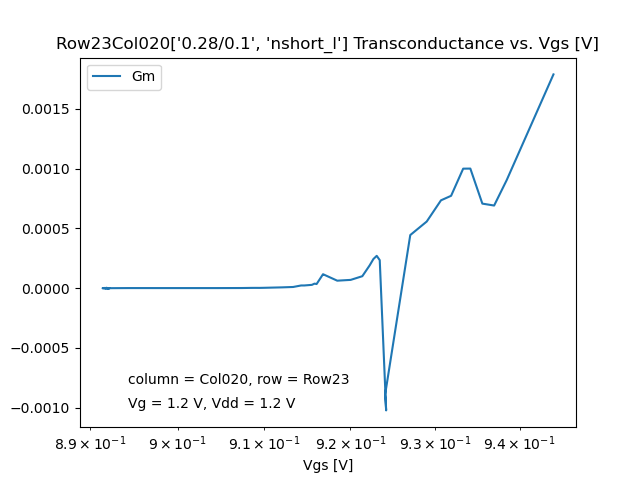 Row23Col020['0.28/0.1', 'nshort_l'] Transconductance vs. Vgs [V]
Gm
0.0015
0.0010
0.0005
0.0000
−0.0005
−0.0010
column = Col020, row = Row23
Vg = 1.2 V, Vdd = 1.2 V
8.9 × 10⁻¹ 9 × 10⁻¹ 9.1 × 10⁻¹ 9.2 × 10⁻¹ 9.3 × 10⁻¹ 9.4 × 10⁻¹
Vgs [V]